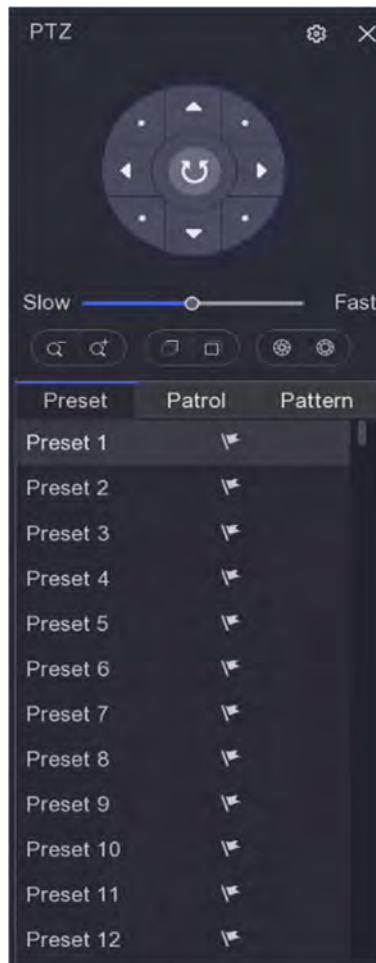 PTZ
Slow Fast
Preset Patrol Pattern
Preset 1
Preset 2
Preset 3
Preset 4
Preset 5
Preset 6
Preset 7
Preset 8
Preset 9
Preset 10
Preset 11
Preset 12